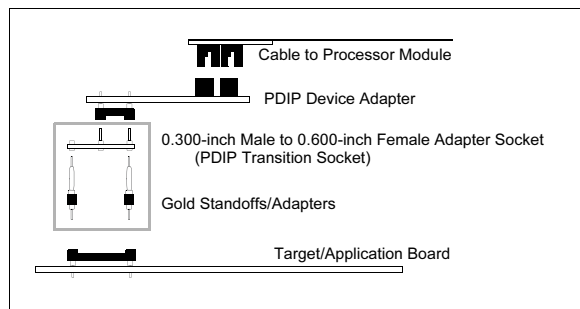 Cable to Processor Module
PDIP Device Adapter
0.300-inch Male to 0.600-inch Female Adapter Socket
(PDIP Transition Socket)
Gold Standoffs/Adapters
Target/Application Board